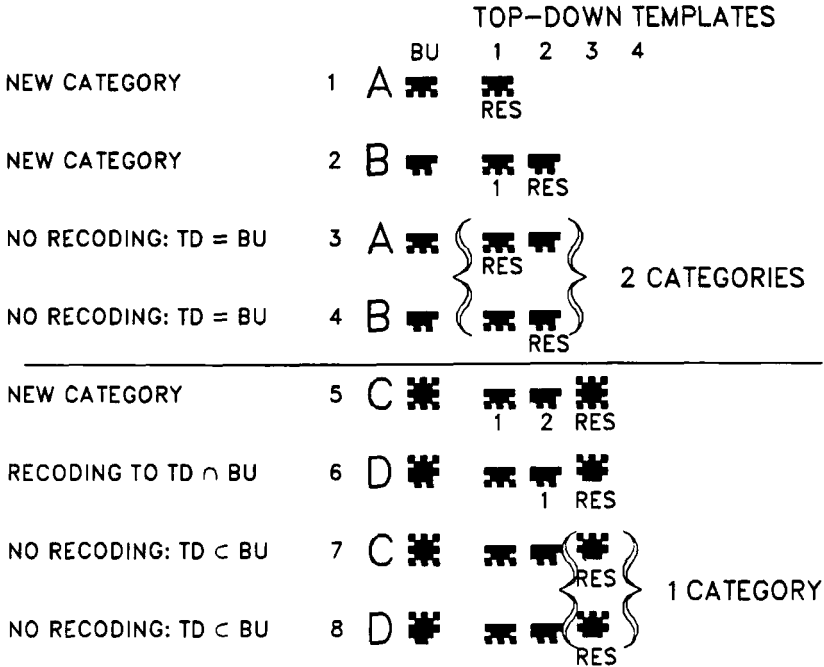 TOP-DOWN TEMPLATES
BU 1 2 3 4
NEW CATEGORY 1 A
RES
NEW CATEGORY 2 B
1 RES
NO RECODING: TD = BU 3 A
RES
2 CATEGORIES
NO RECODING: TD = BU 4 B
RES
NEW CATEGORY 5 C
1 2 RES
RECODING TO TD ∩ BU 6 D
1 RES
NO RECODING: TD ⊂ BU 7 C
RES
1 CATEGORY
NO RECODING: TD ⊂ BU 8 D
RES